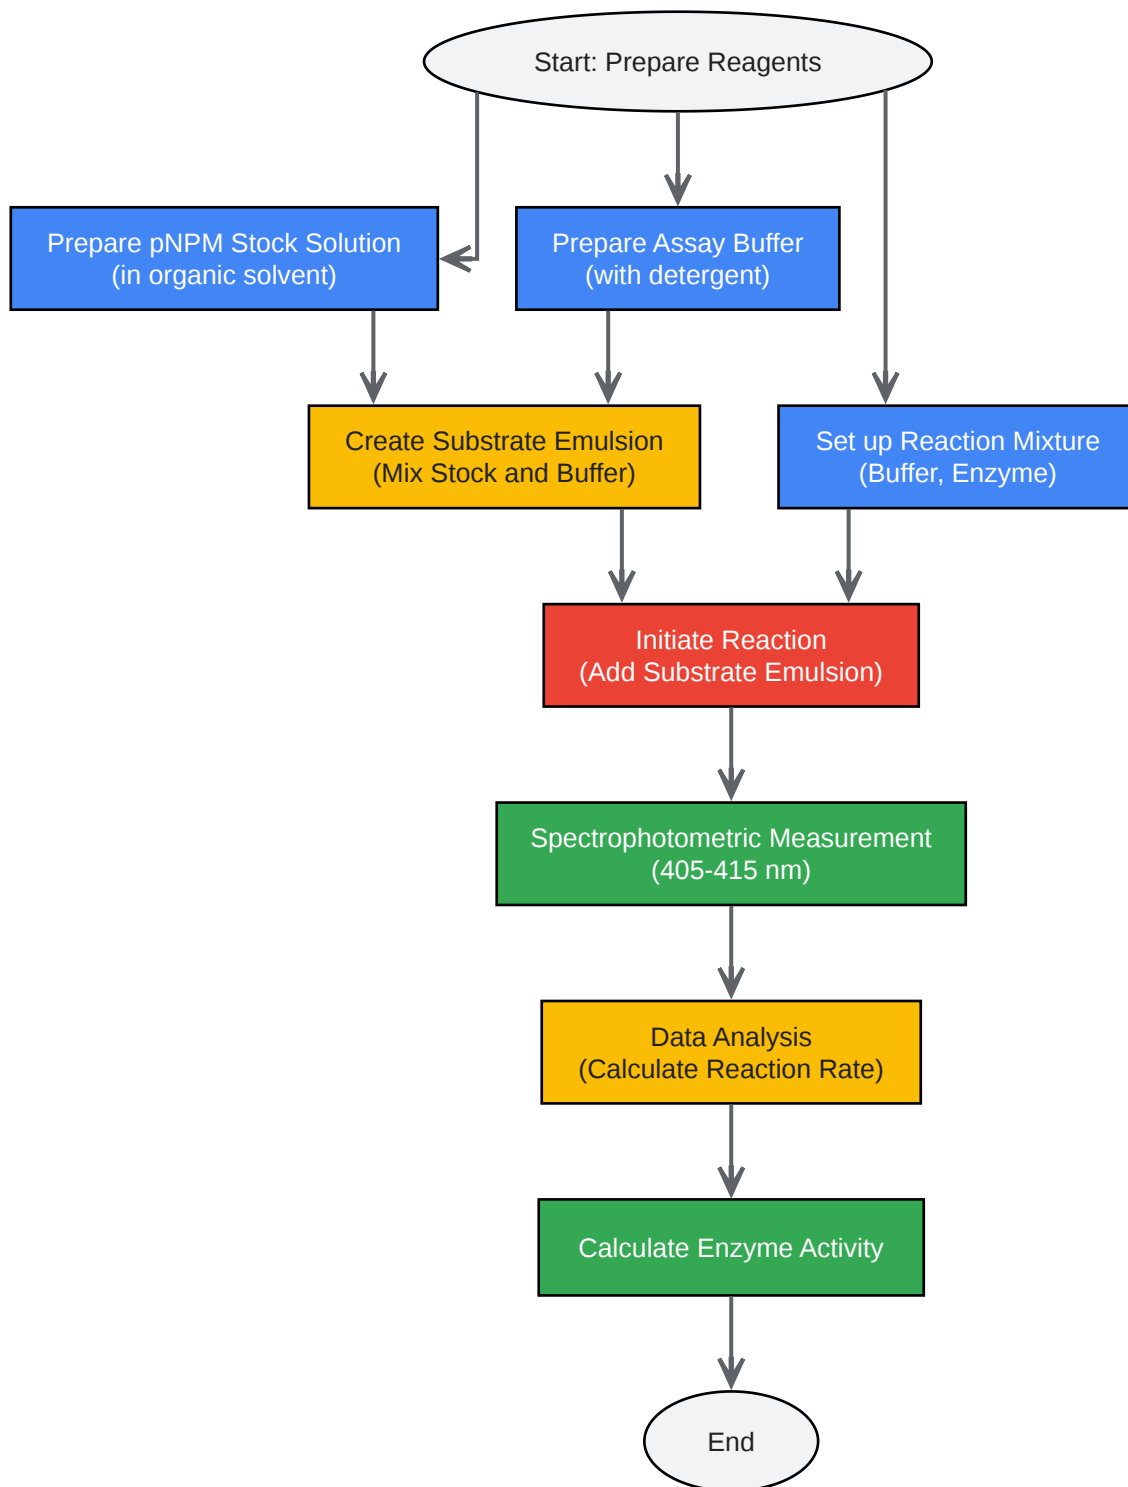 Start: Prepare Reagents
Prepare pNPM Stock Solution
(in organic solvent)
Prepare Assay Buffer
(with detergent)
Create Substrate Emulsion
(Mix Stock and Buffer)
Set up Reaction Mixture
(Buffer, Enzyme)
Initiate Reaction
(Add Substrate Emulsion)
Spectrophotometric Measurement
(405-415 nm)
Data Analysis
(Calculate Reaction Rate)
Calculate Enzyme Activity
End